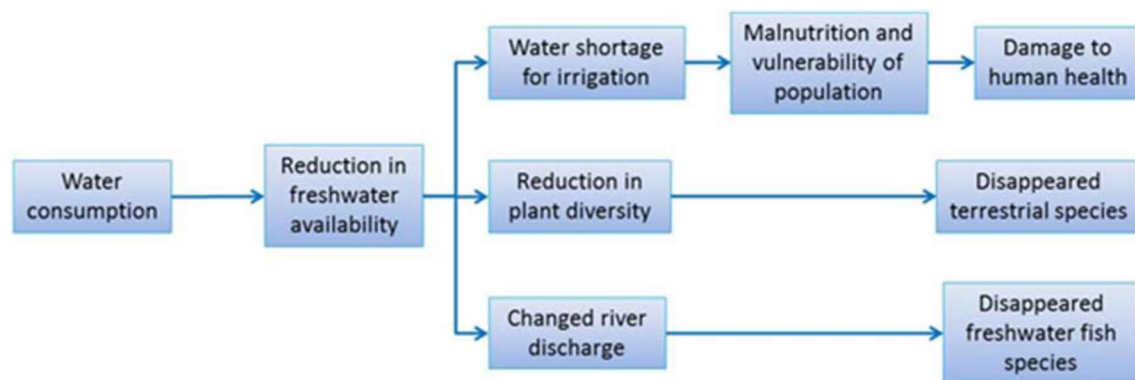 Water
consumption
Reduction in
freshwater
availability
Water shortage
for irrigation
Malnutrition and
vulnerability of
population
Damage to
human health
Reduction in
plant diversity
Disappeared
terrestrial species
Changed river
discharge
Disappeared
freshwater fish
species